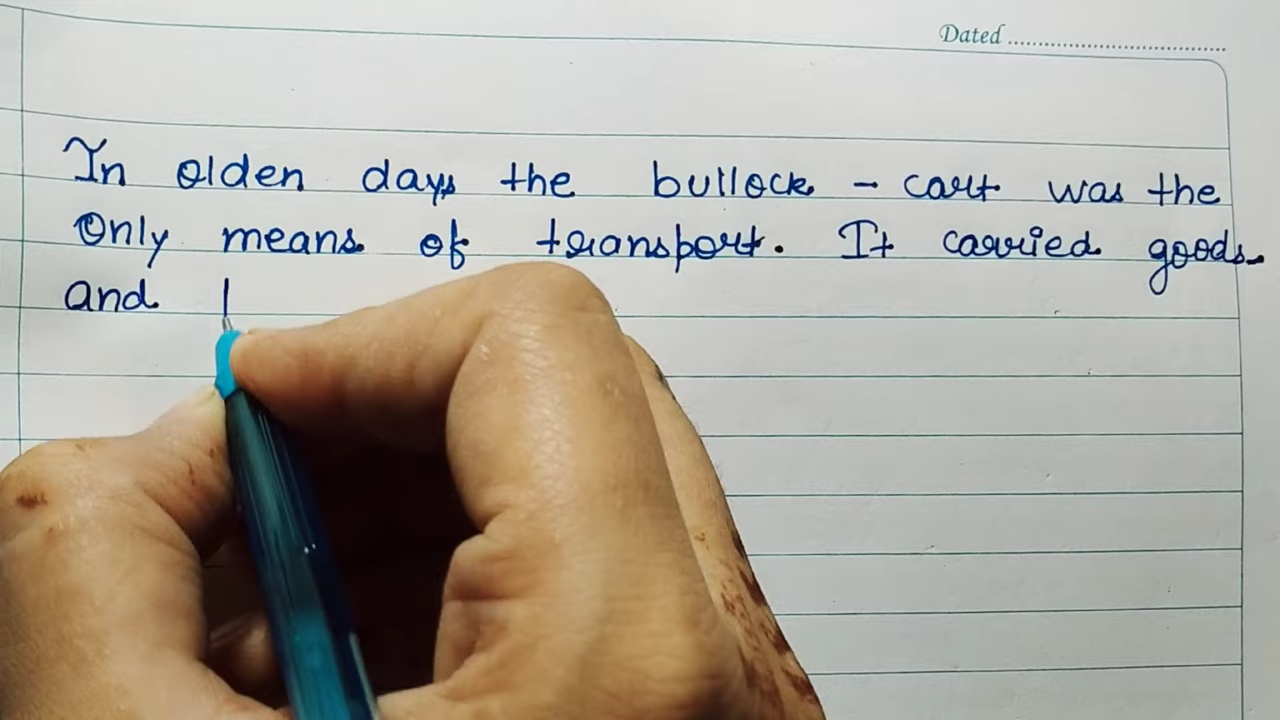 Dated
In olden days the bullock - cart was the
Only means of transport. It carried goods
and